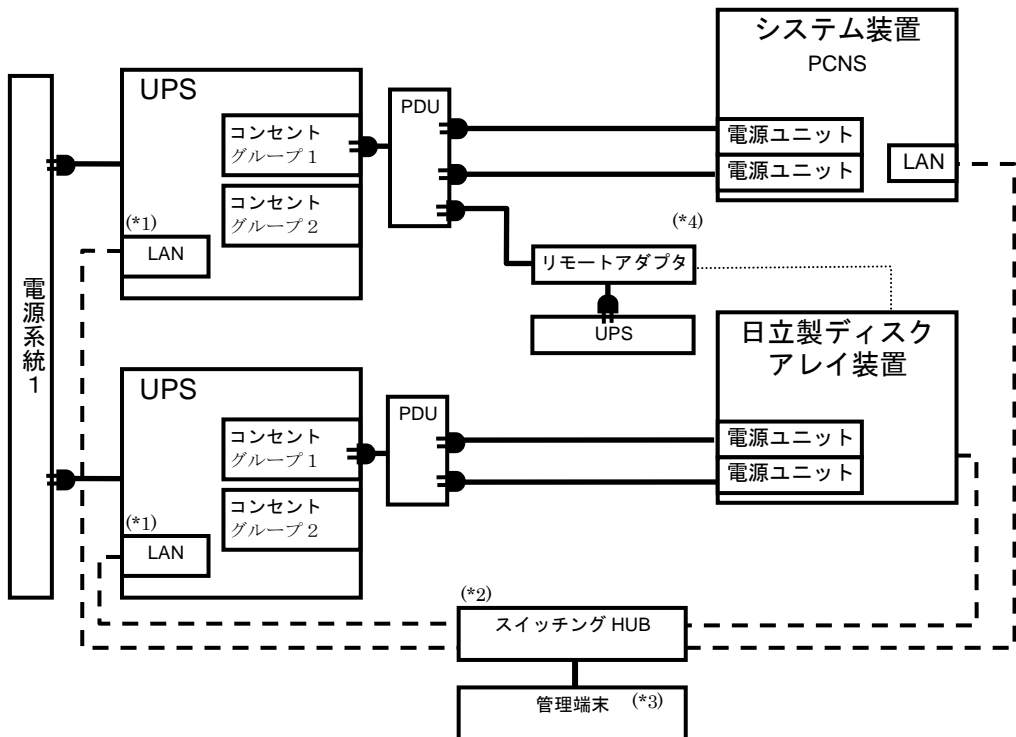 システム装置
PCNS
電源ユニット
電源ユニット
LAN
UPS
コンセント
グループ 1
コンセント
グループ 2
(*1)
LAN
PDU
(*4)
リモートアダプタ
UPS
電源系統1
日立製ディスク
アレイ装置
電源ユニット
電源ユニット
UPS
コンセント
グループ 1
コンセント
グループ 2
(*1)
LAN
PDU
(*2)
スイッチング HUB
管理端末 (*3)